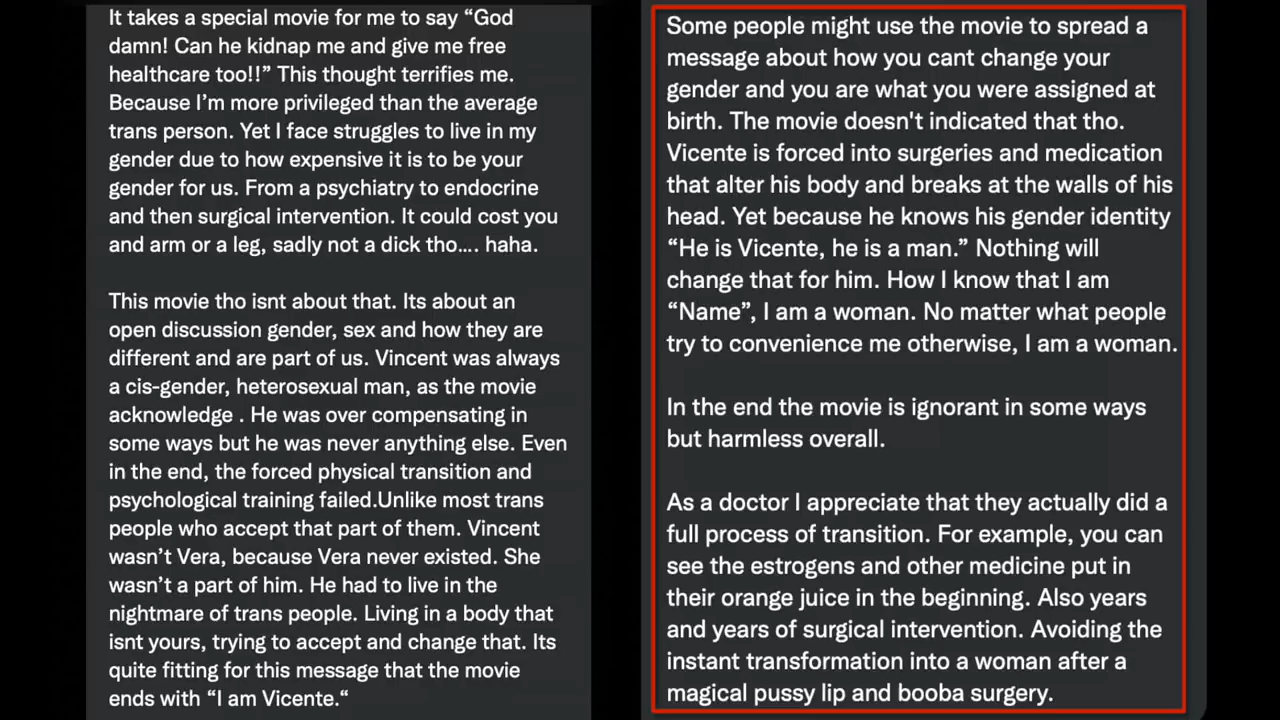 It takes a special movie for me to say “God
damn! Can he kidnap me and give me free
healthcare too!!” This thought terrifies me.
Because I’m more privileged than the average
trans person. Yet I face struggles to live in my
gender due to how expensive it is to be your
gender for us. From a psychiatry to endocrine
and then surgical intervention. It could cost you
and arm or a leg, sadly not a dick tho…. haha.
This movie tho isnt about that. Its about an
open discussion gender, sex and how they are
different and are part of us. Vincent was always
a cis-gender, heterosexual man, as the movie
acknowledge . He was over compensating in
some ways but he was never anything else. Even
in the end, the forced physical transition and
psychological training failed.Unlike most trans
people who accept that part of them. Vincent
wasn’t Vera, because Vera never existed. She
wasn’t a part of him. He had to live in the
nightmare of trans people. Living in a body that
isnt yours, trying to accept and change that. Its
quite fitting for this message that the movie
ends with “I am Vicente.“
Some people might use the movie to spread a
message about how you cant change your
gender and you are what you were assigned at
birth. The movie doesn't indicated that tho.
Vicente is forced into surgeries and medication
that alter his body and breaks at the walls of his
head. Yet because he knows his gender identity
“He is Vicente, he is a man.” Nothing will
change that for him. How I know that I am
“Name”, I am a woman. No matter what people
try to convenience me otherwise, I am a woman.
In the end the movie is ignorant in some ways
but harmless overall.
As a doctor I appreciate that they actually did a
full process of transition. For example, you can
see the estrogens and other medicine put in
their orange juice in the beginning. Also years
and years of surgical intervention. Avoiding the
instant transformation into a woman after a
magical pussy lip and booba surgery.